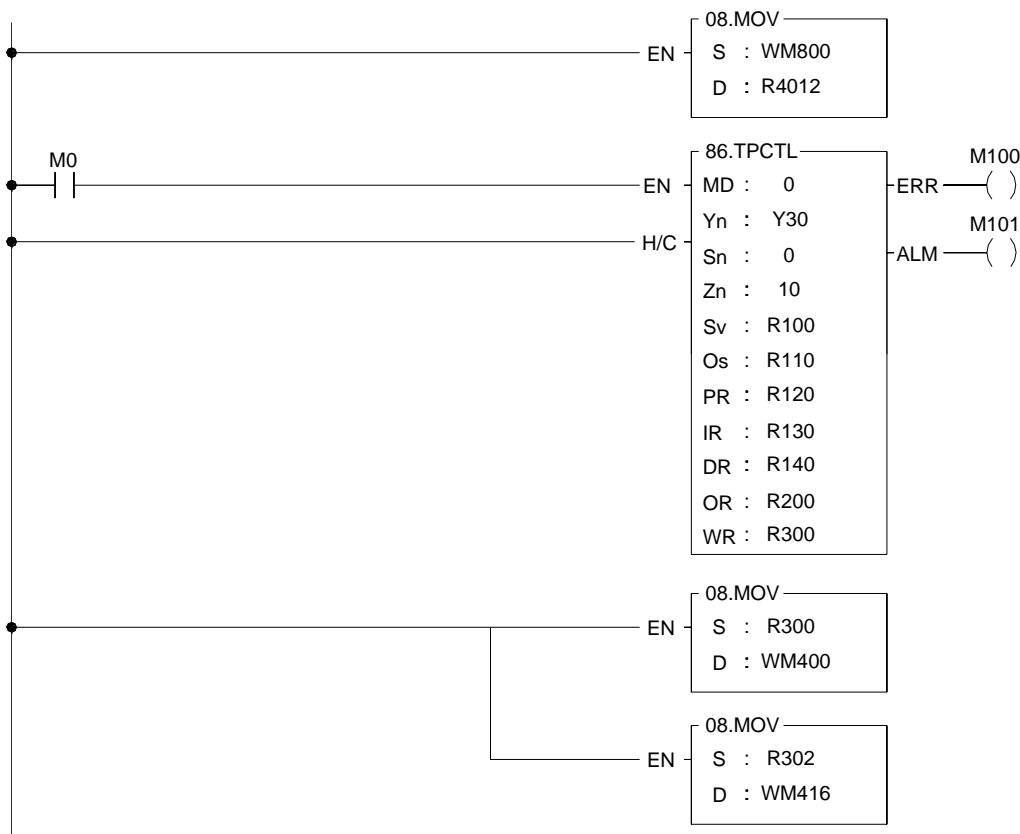 08.MOV
EN S : WM800
D : R4012
M0
86.TPCTL
M100
EN MD : 0 ERR ( )
Yn : Y30
M101
H/C Sn : 0 ALM ( )
Zn : 10
Sv : R100
Os : R110
PR : R120
IR : R130
DR : R140
OR : R200
WR : R300
08.MOV
EN S : R300
D : WM400
08.MOV
EN S : R302
D : WM416